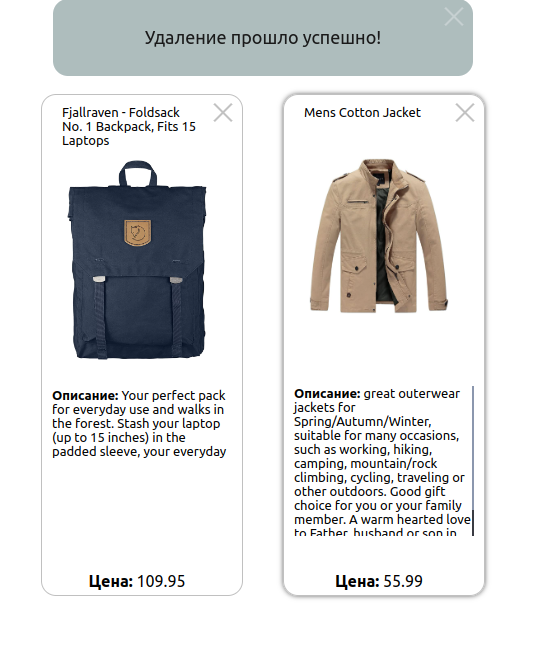 Удаление прошло успешно!
Fjallraven - Foldsack
No. 1 Backpack, Fits 15
Laptops
Описание: Your perfect pack
for everyday use and walks in
the forest. Stash your laptop
(up to 15 inches) in the
padded sleeve, your everyday
Цена: 109.95
Mens Cotton Jacket
Описание: great outerwear
jackets for
Spring/Autumn/Winter,
suitable for many occasions,
such as working, hiking,
camping, mountain/rock
climbing, cycling, traveling or
other outdoors. Good gift
choice for you or your family
member. A warm hearted love
to Father, husband or son in
Цена: 55.99